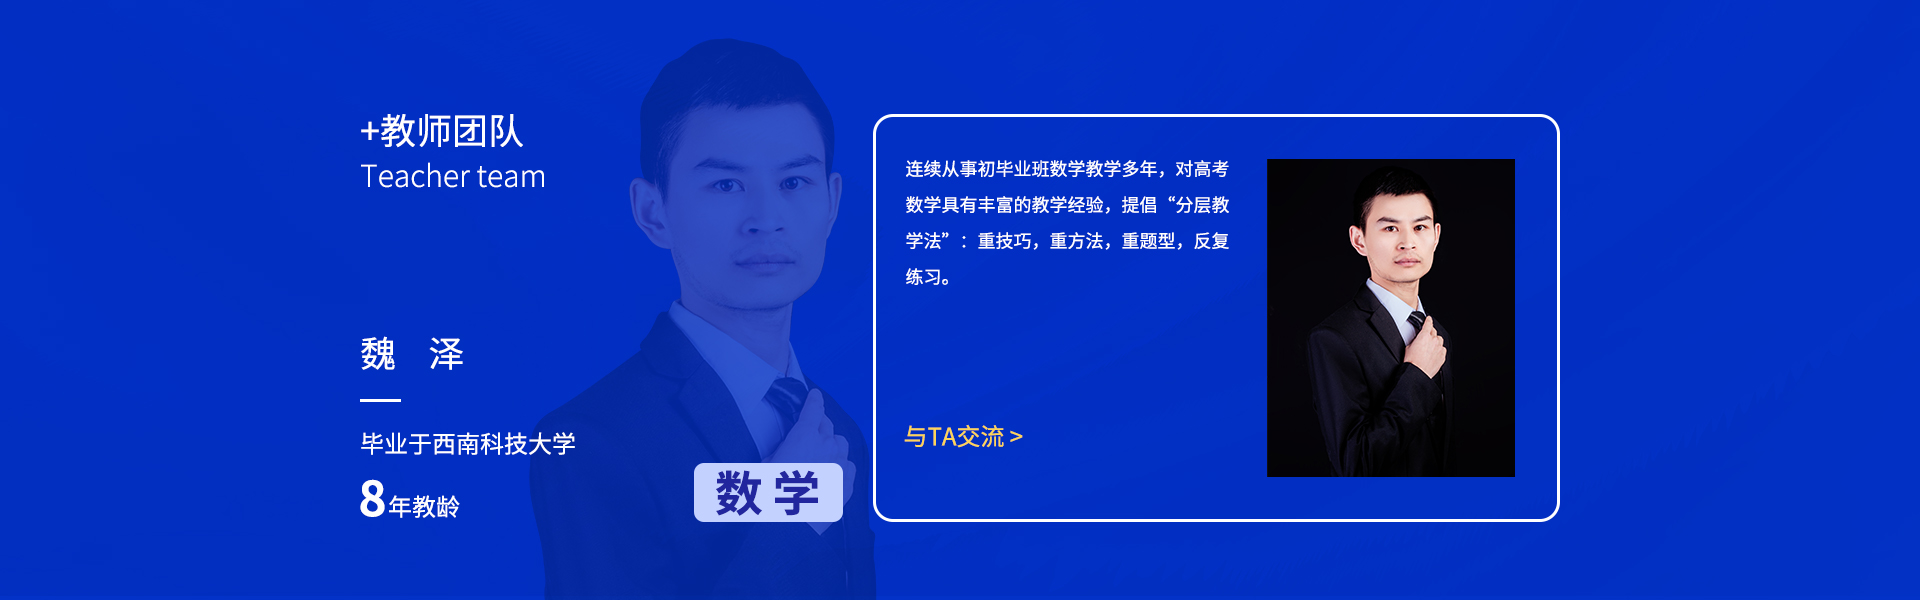 +教师团队
Teacher team
魏 泽
毕业于西南科技大学
8年教龄
数学
连续从事初毕业班数学教学多年，对高考
数学具有丰富的教学经验，提倡“分层教
学法”：重技巧，重方法，重题型，反复
练习。
与TA交流 >